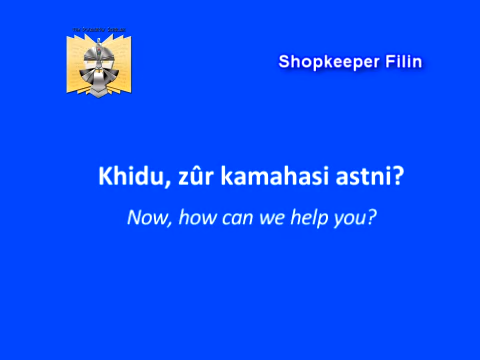 Shopkeeper Filin
Khidu, zûr kamahasi astni?
Now, how can we help you?